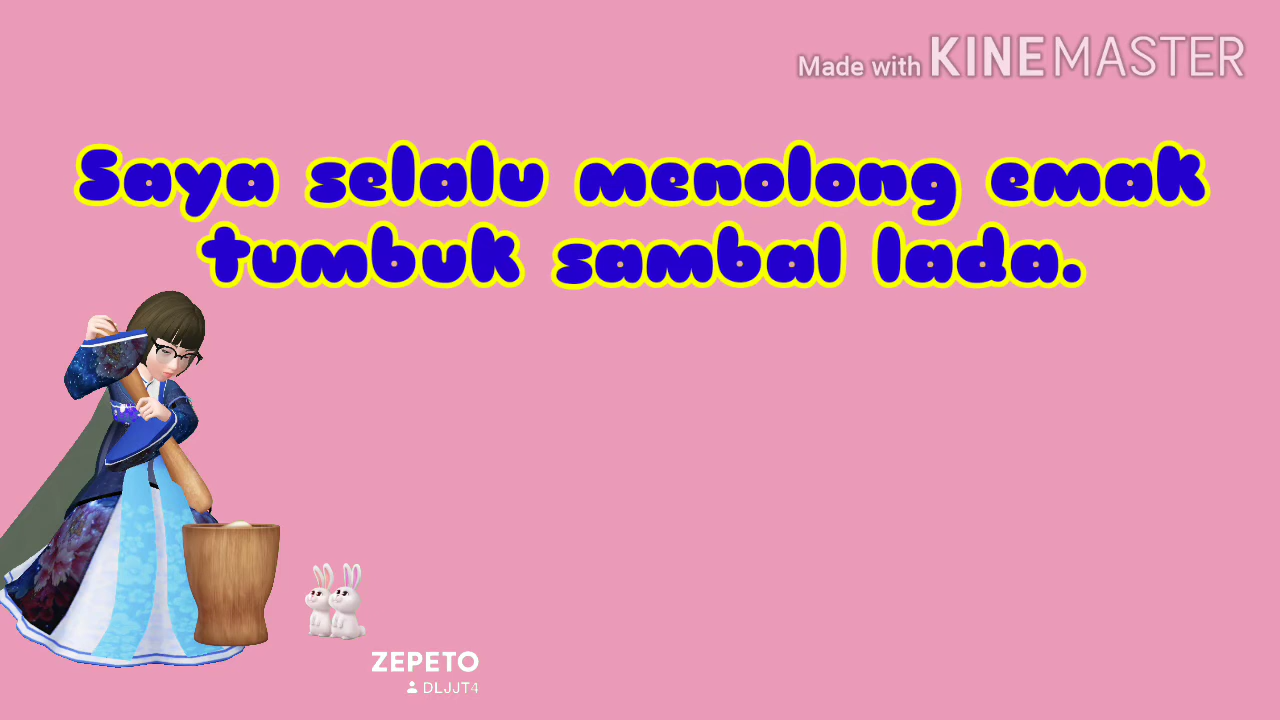 Made with KINEMASTER
Saya selalu menolong emak
tumbuk sambal lada.
ZEPETO
DLJJT4